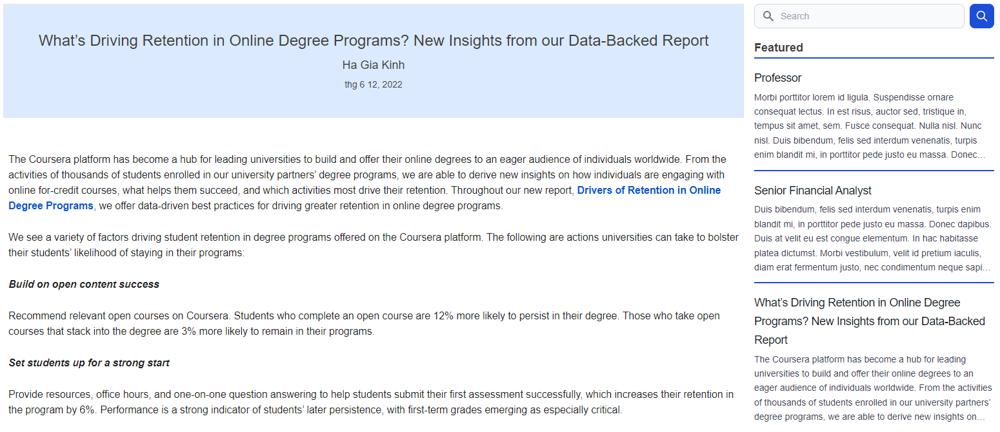 What’s Driving Retention in Online Degree Programs? New Insights from our Data-Backed Report
Ha Gia Kinh
thg 6 12, 2022
The Coursera platform has become a hub for leading universities to build and offer their online degrees to an eager audience of individuals worldwide. From the
activities of thousands of students enrolled in our university partners’ degree programs, we are able to derive new insights on how individuals are engaging with
online for-credit courses, what helps them succeed, and which activities most drive their retention. Throughout our new report, Drivers of Retention in Online
Degree Programs, we offer data-driven best practices for driving greater retention in online degree programs.
We see a variety of factors driving student retention in degree programs offered on the Coursera platform. The following are actions universities can take to bolster
their students’ likelihood of staying in their programs:
Build on open content success
Recommend relevant open courses on Coursera. Students who complete an open course are 12% more likely to persist in their degree. Those who take open
courses that stack into the degree are 3% more likely to remain in their programs.
Set students up for a strong start
Provide resources, office hours, and one-on-one question answering to help students submit their first assessment successfully, which increases their retention in
the program by 6%. Performance is a strong indicator of students’ later persistence, with first-term grades emerging as especially critical.
Search
Featured
Professor
Morbi porttitor lorem id ligula. Suspendisse ornare
consequat lectus. In est risus, auctor sed, tristique in,
tempus sit amet, sem. Fusce consequat. Nulla nisl. Nunc
nisl. Duis bibendum, felis sed interdum venenatis, turpis
enim blandit mi, in porttitor pede justo eu massa. Donec…
Senior Financial Analyst
Duis bibendum, felis sed interdum venenatis, turpis enim
blandit mi, in porttitor pede justo eu massa. Donec dapibus.
Duis at velit eu est congue elementum. In hac habitasse
platea dictumst. Morbi vestibulum, velit id pretium iaculis,
diam erat fermentum justo, nec condimentum neque sapi…
What’s Driving Retention in Online Degree
Programs? New Insights from our Data-Backed
Report
The Coursera platform has become a hub for leading
universities to build and offer their online degrees to an
eager audience of individuals worldwide. From the activities
of thousands of students enrolled in our university partners’
degree programs, we are able to derive new insights on…